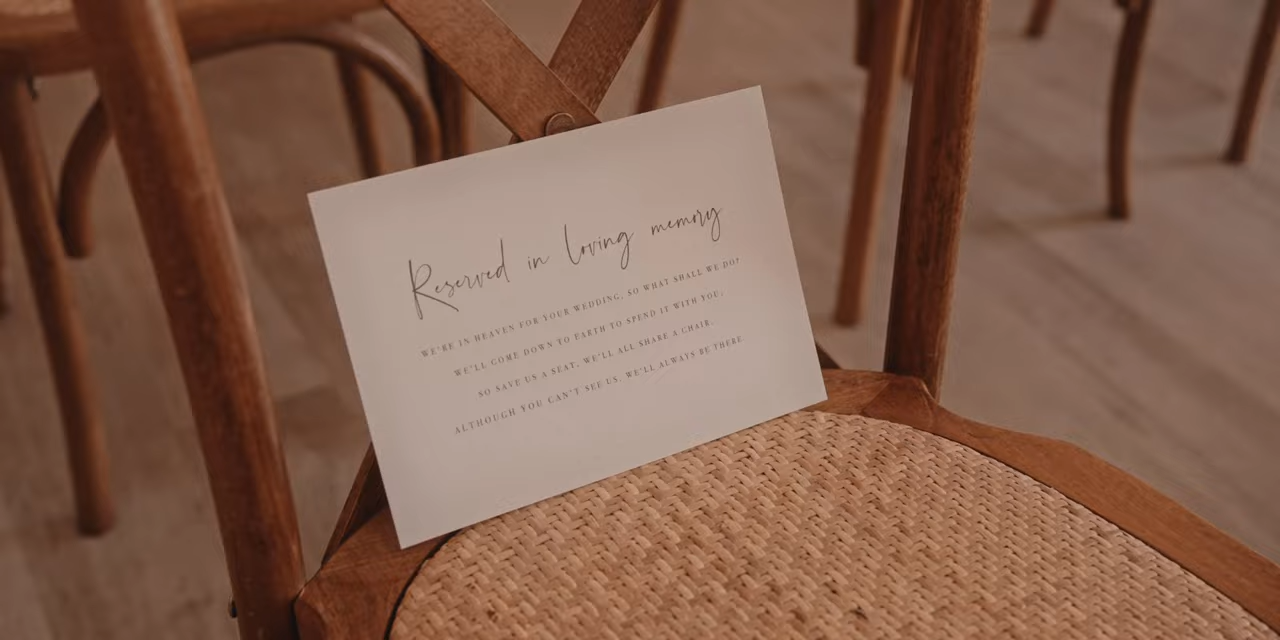 Reserved in loving memory
WE'RE IN HEAVEN FOR YOUR WEDDING, SO WHAT SHALL WE DO?
WE'LL COME DOWN TO EARTH TO SPEND IT WITH YOU,
SO SAVE US A SEAT, WE'LL ALL SHARE A CHAIR,
ALTHOUGH YOU CAN'T SEE US, WE'LL ALWAYS BE THERE